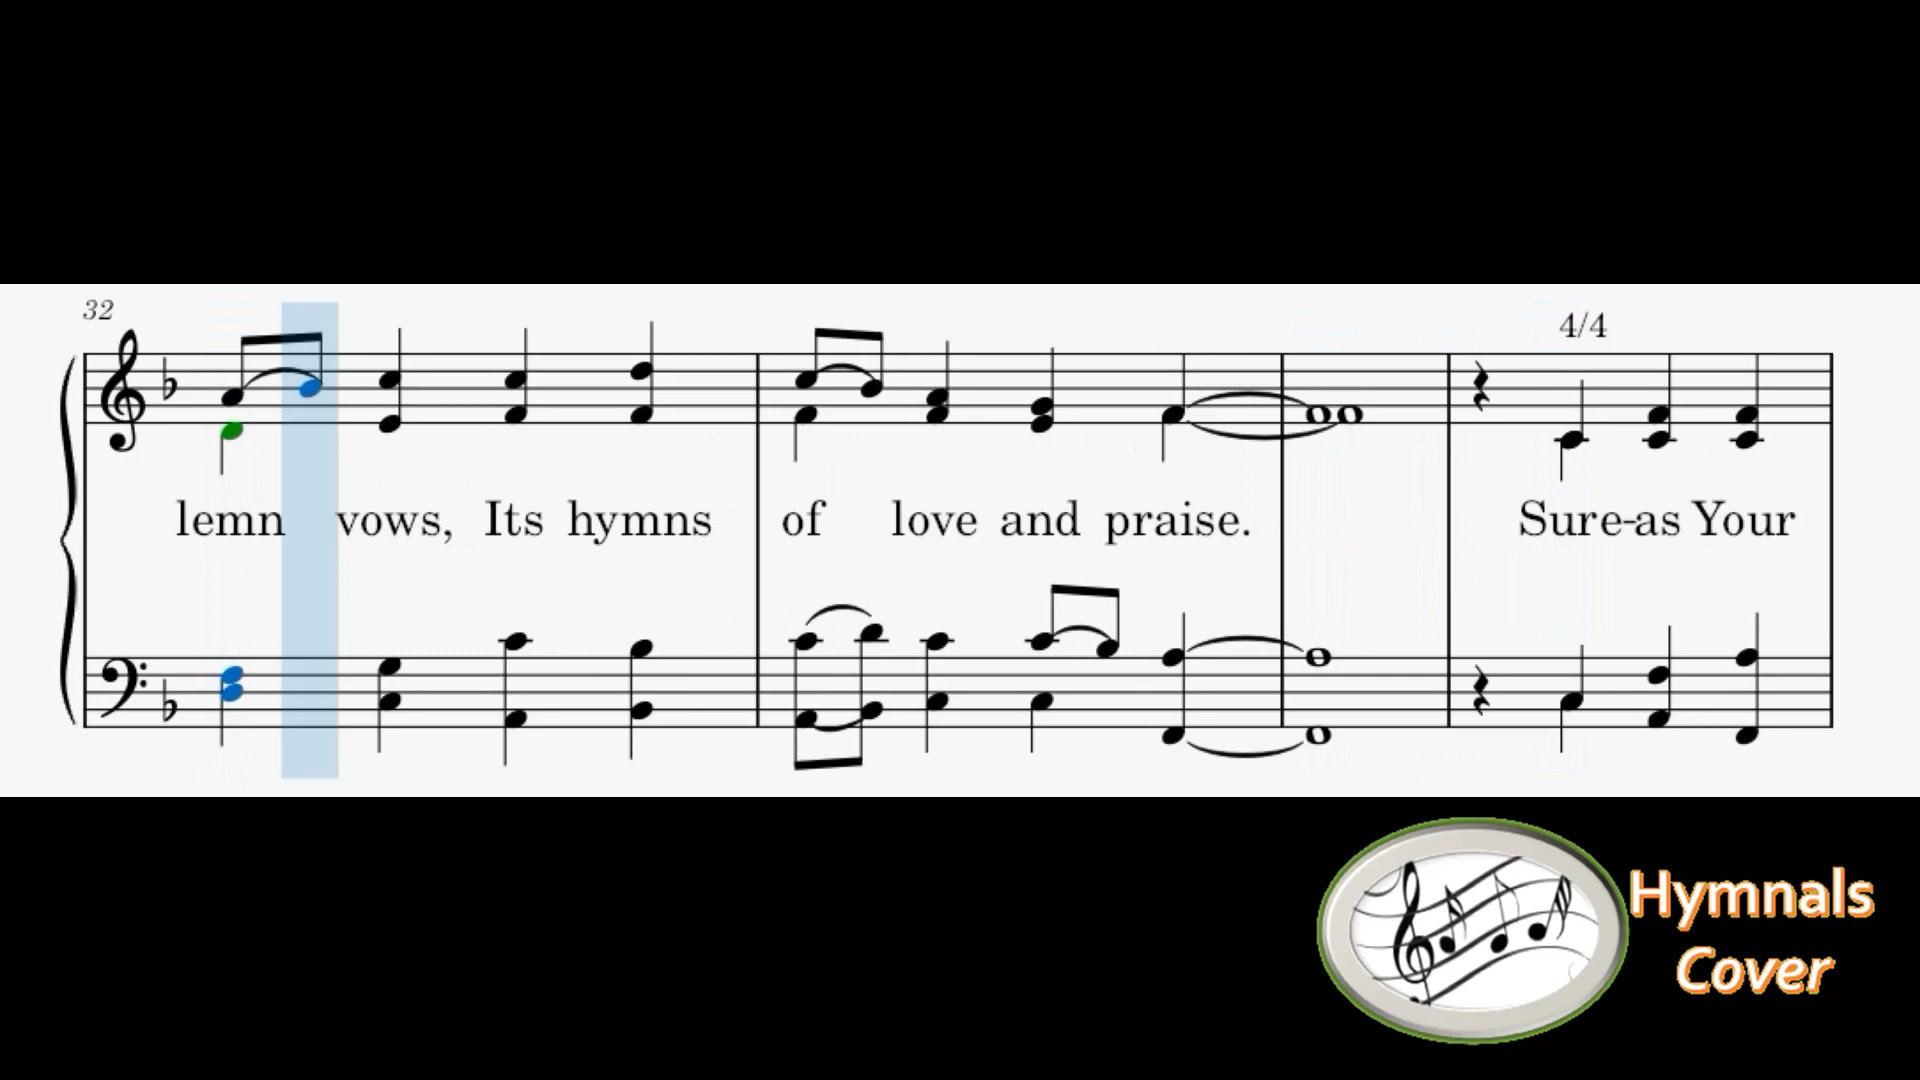 32
4/4
lemn vows, Its hymns of love and praise. Sure-as Your
Hymnals
Cover